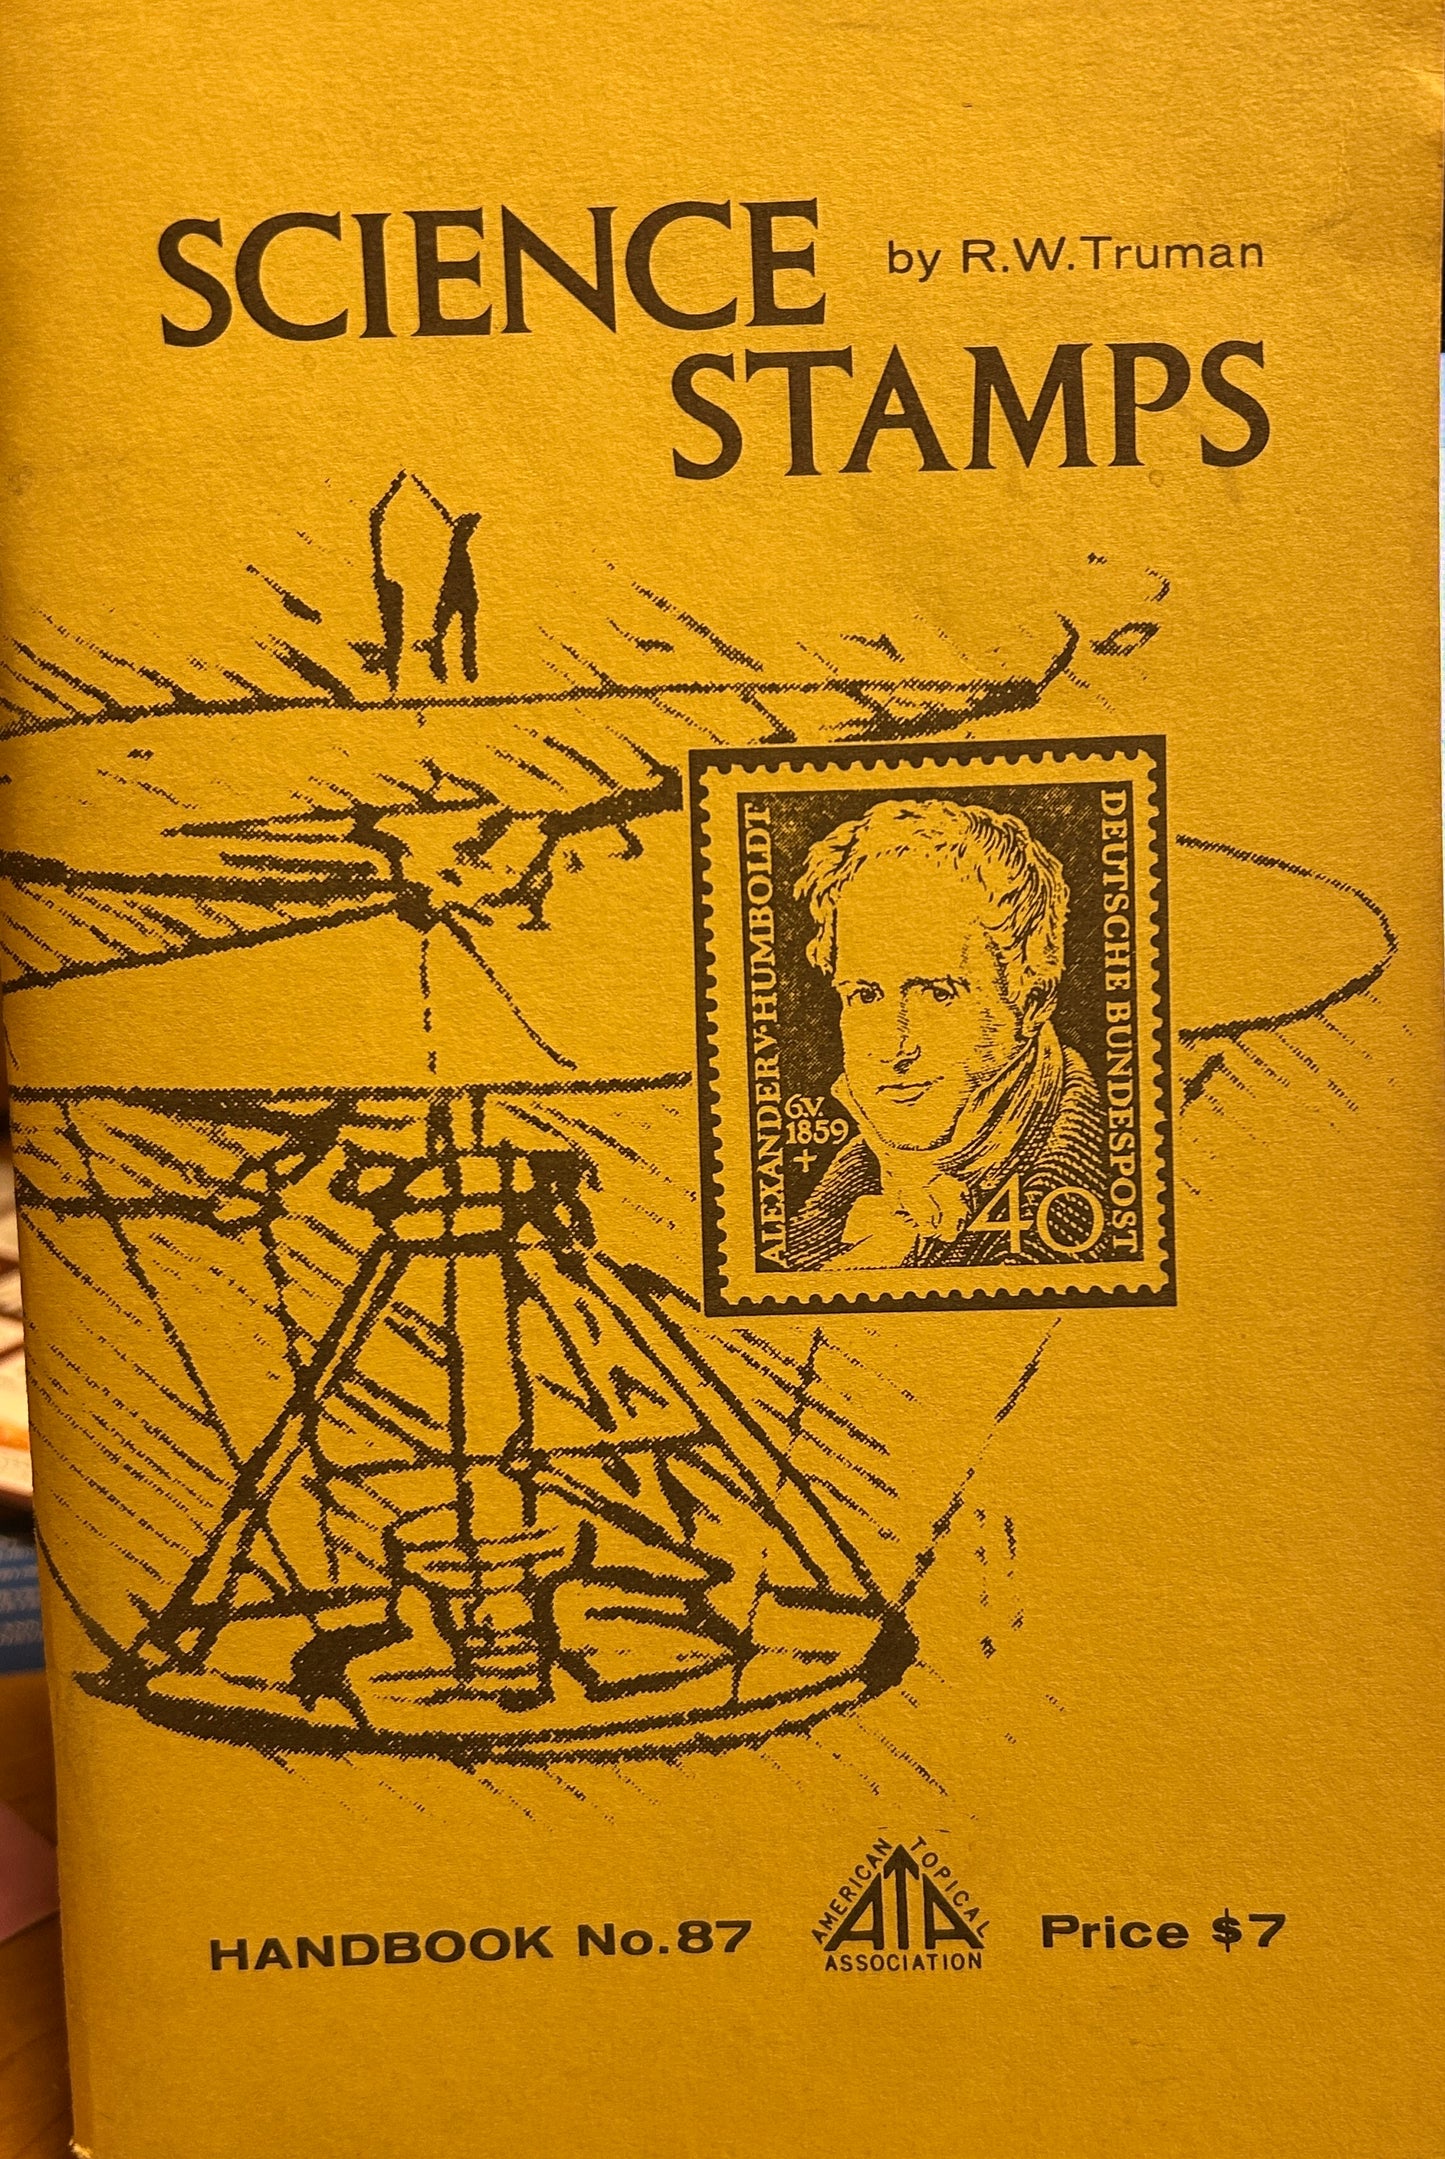 SCIENCE
by R.W.Truman
STAMPS
ALEXANDER V·HUMBOLDT
DEUTSCHE BUNDESPOST
6.V.
1859
+
40
HANDBOOK No.87
AMERICAN TOPICAL
ATA
ASSOCIATION
Price $7